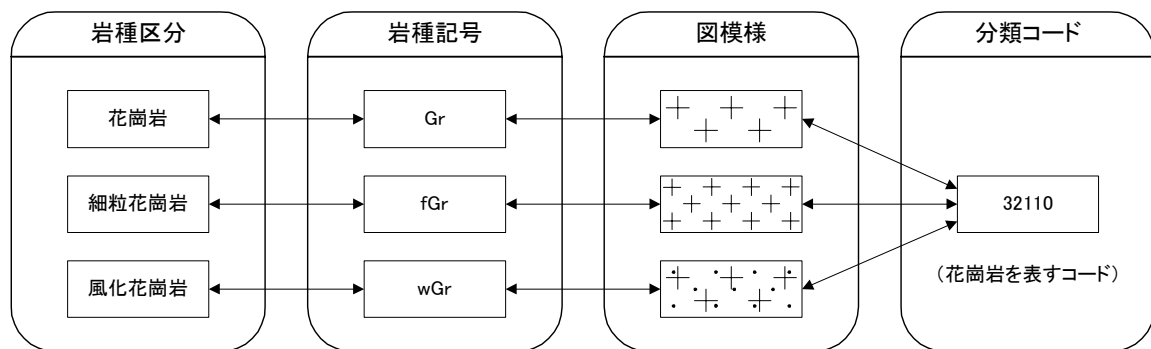 岩種区分 岩種記号 図模様 分類コード
花崗岩 Gr
細粒花崗岩 fGr 32110
風化花崗岩 wGr (花崗岩を表すコード)